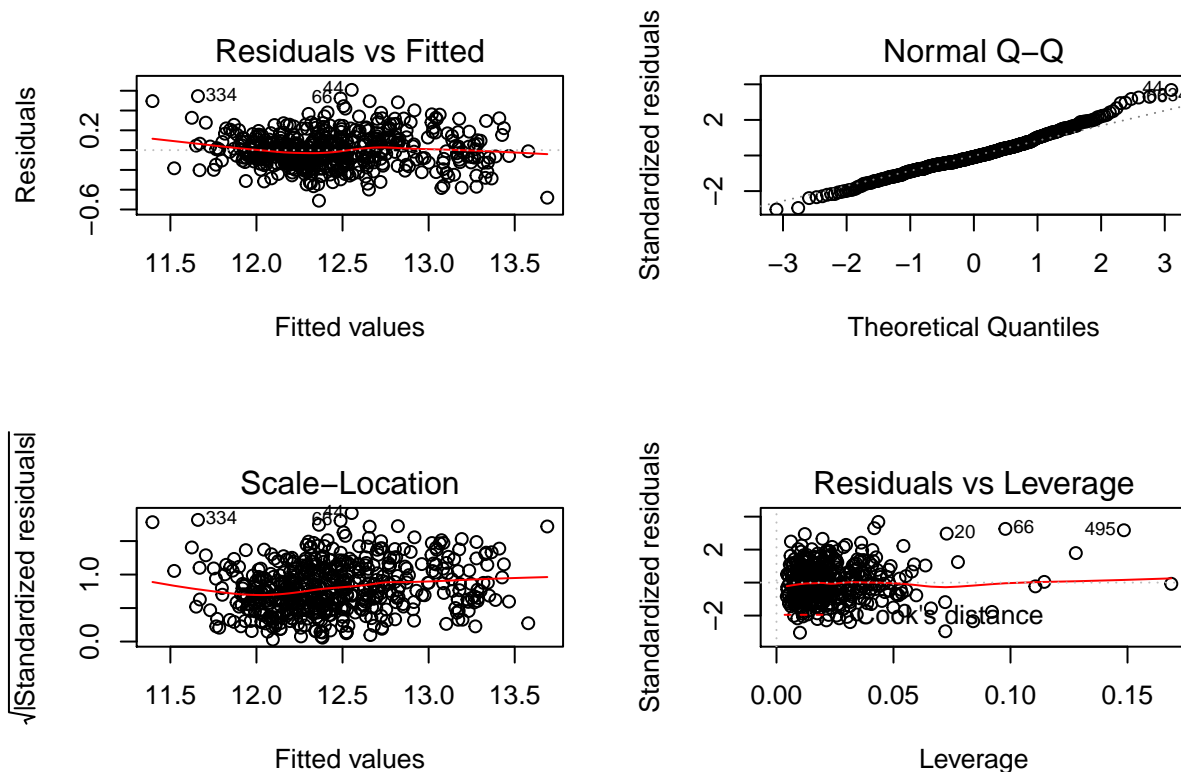 Residuals vs Fitted
Residuals
0.2
−0.6
334
44
66
11.5 12.0 12.5 13.0 13.5
Fitted values
Normal Q−Q
Standardized residuals
2
−2
44
−3 −2 −1 0 1 2 3
Theoretical Quantiles
Scale−Location
√|Standardized residuals|
1.0
0.0
334
44
66
11.5 12.0 12.5 13.0 13.5
Fitted values
Residuals vs Leverage
Standardized residuals
2
−2
20
66
495
Cook's distance
0.00 0.05 0.10 0.15
Leverage